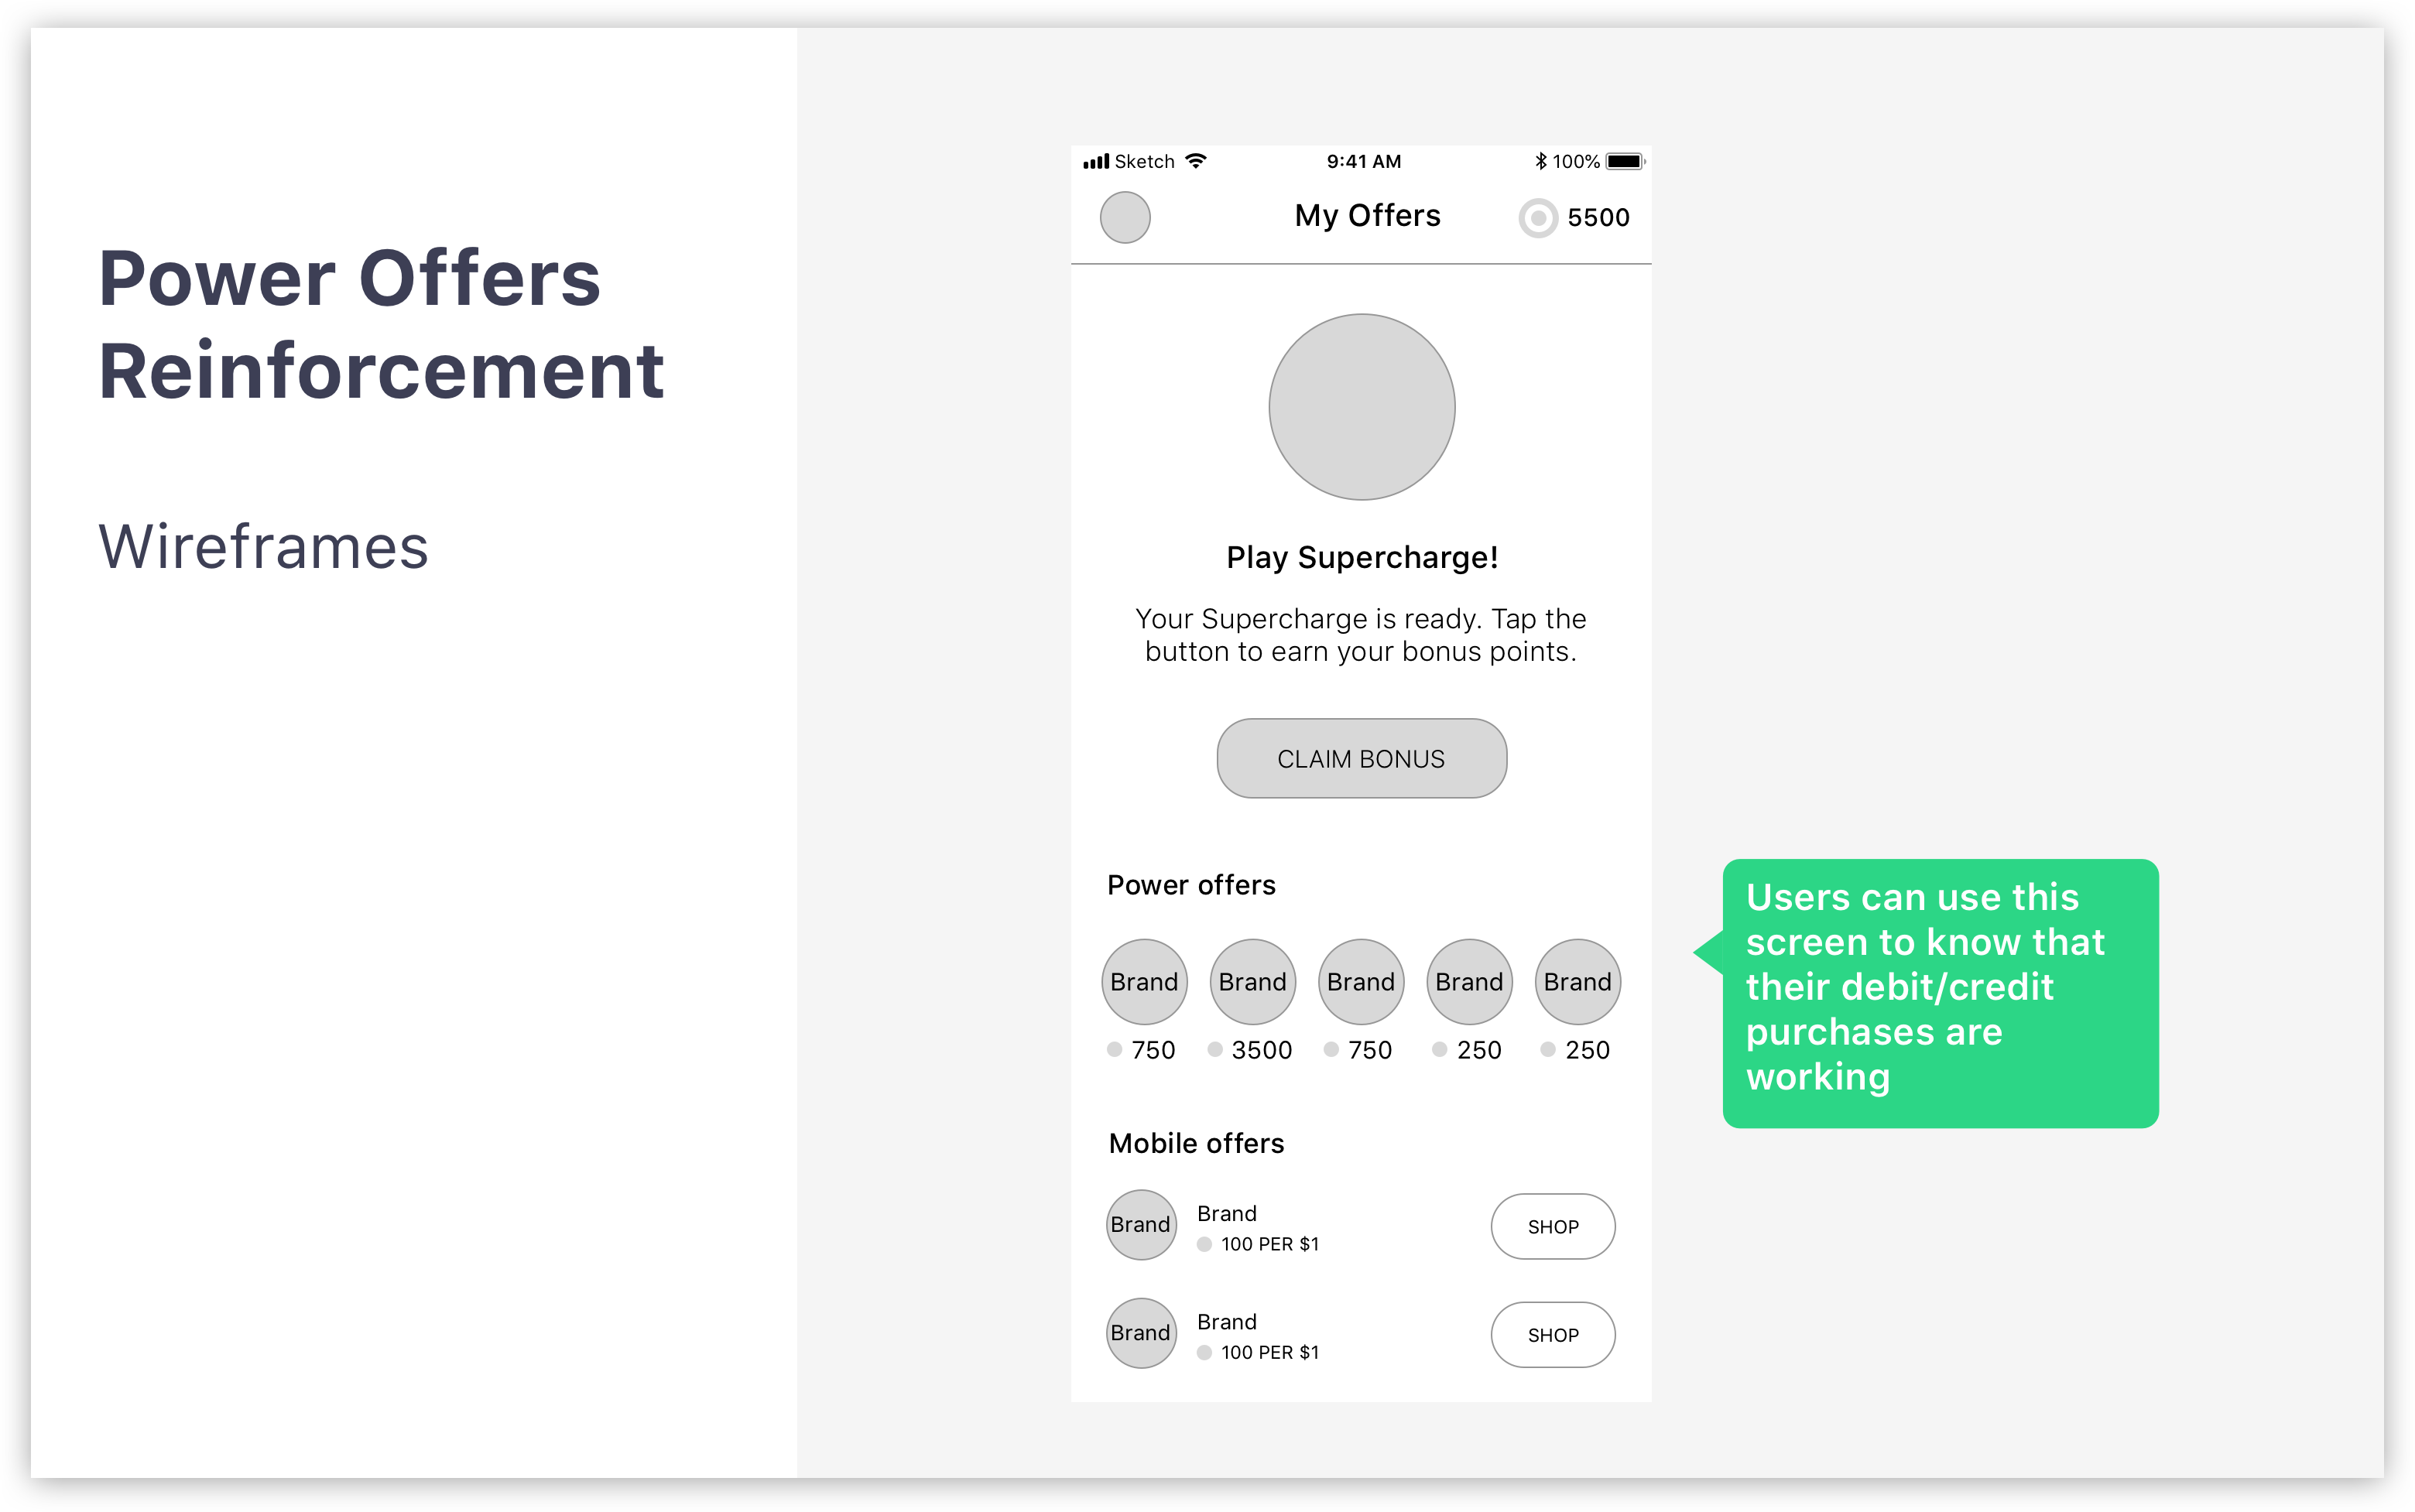 Power Offers
Reinforcement
Wireframes
Sketch 9:41 AM 100%
My Offers 5500
Play Supercharge!
Your Supercharge is ready. Tap the
button to earn your bonus points.
CLAIM BONUS
Power offers
Brand Brand Brand Brand Brand
750 3500 750 250 250
Mobile offers
Brand
Brand
100 PER $1
SHOP
Brand
Brand
100 PER $1
SHOP
Users can use this
screen to know that
their debit/credit
purchases are
working